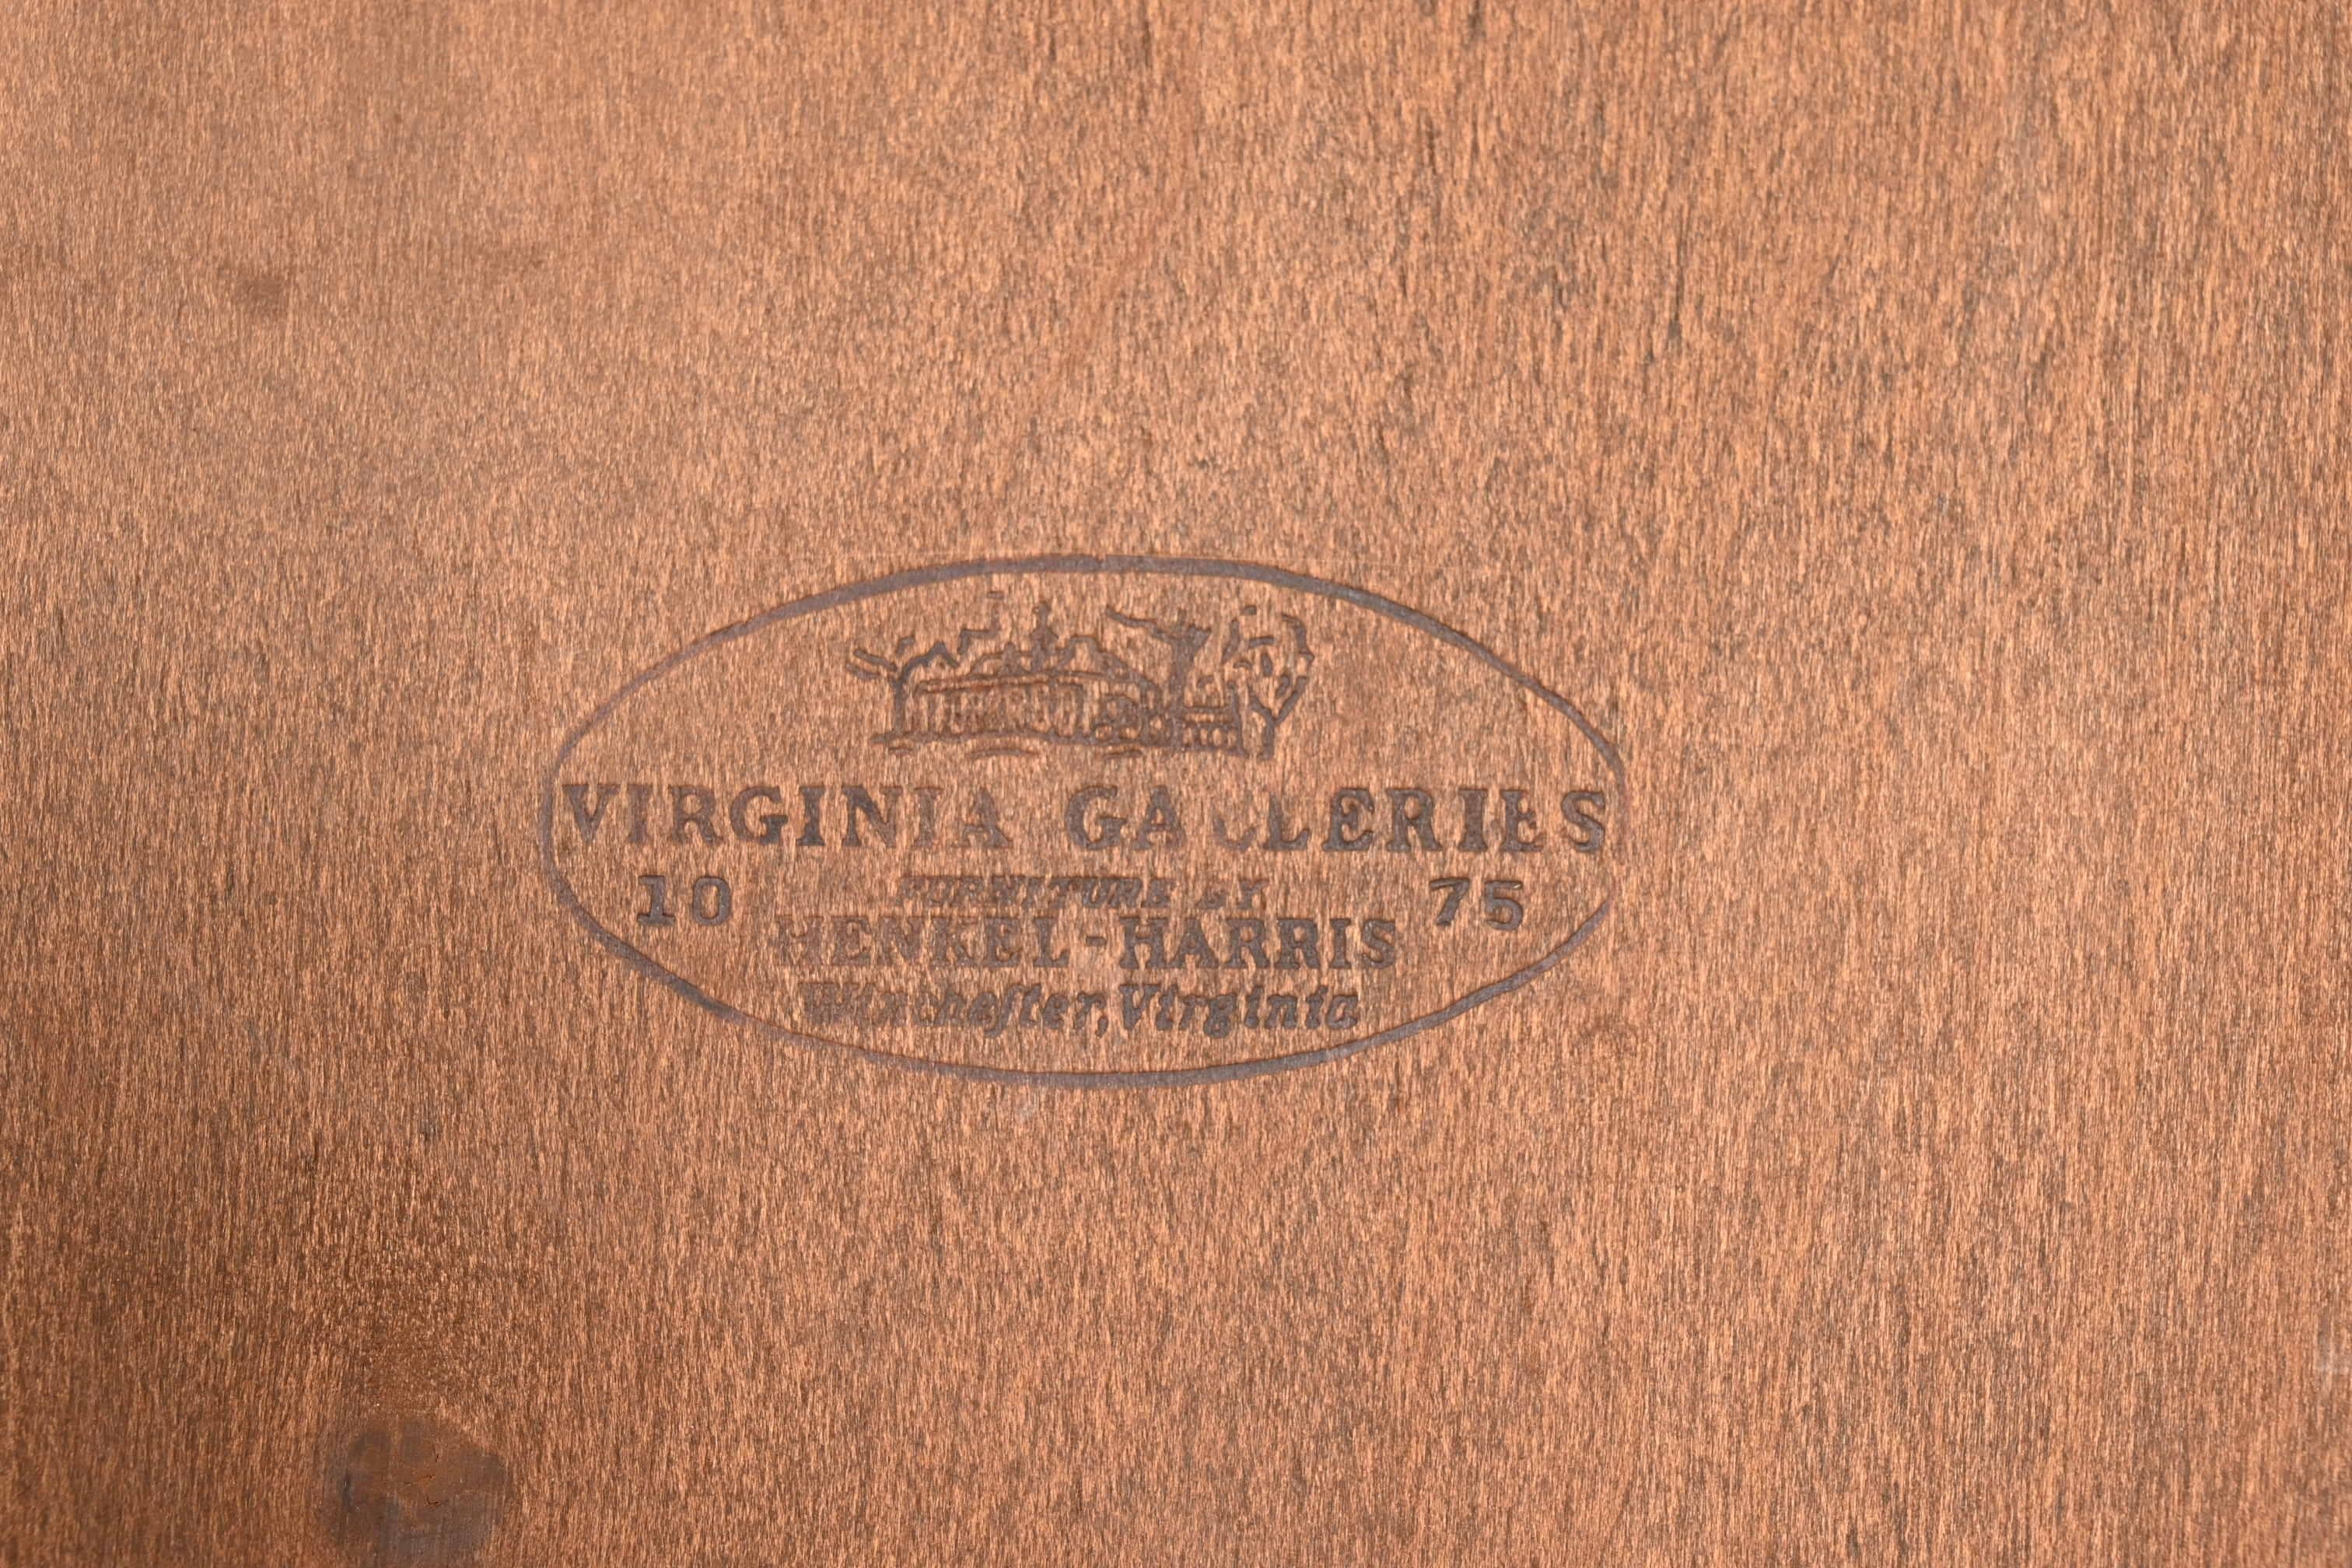 VIRGINIA GALLERIES
10 75
FURNITURE BY
HENKEL-HARRIS
Wincheſter, Virginia